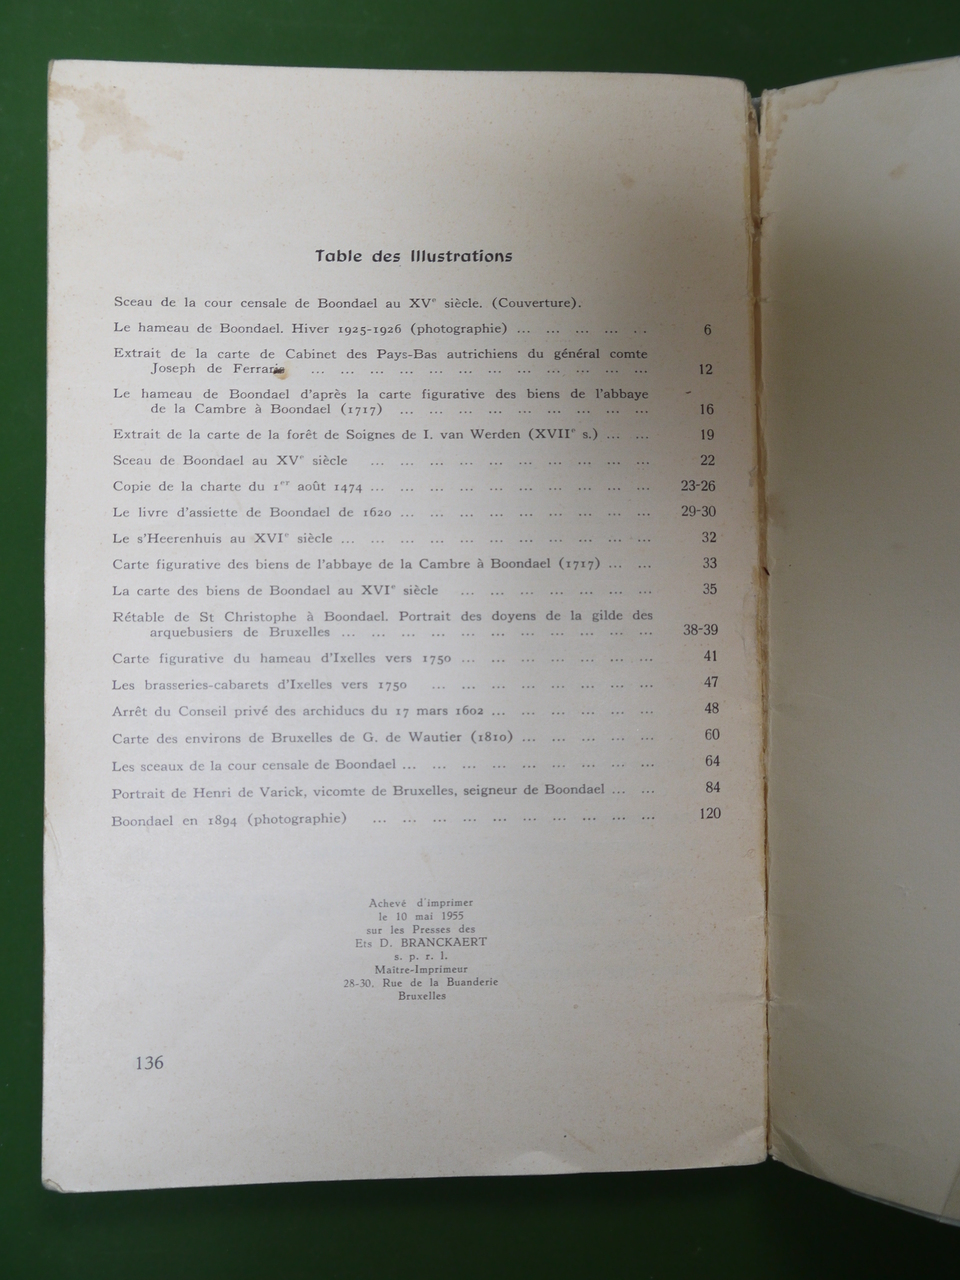 Table des Illustrations
Sceau de la cour censale de Boondael au XVe siècle. (Couverture).
Le hameau de Boondael. Hiver 1925-1926 (photographie) ... ... ... ... . . 6
Extrait de la carte de Cabinet des Pays-Bas autrichiens du général comte
Joseph de Ferraris ... ... ... ... ... ... ... ... ... ... ... ... 12
Le hameau de Boondael d'après la carte figurative des biens de l'abbaye
de la Cambre à Boondael (1717) ... ... ... ... ... ... ... ... ... 16
Extrait de la carte de la forêt de Soignes de I. van Werden (XVIIe s.) ... ... 19
Sceau de Boondael au XVe siècle ... ... ... ... ... ... ... ... ... ... 22
Copie de la charte du 1er août 1474 ... ... ... ... ... ... ... ... ... ... 23-26
Le livre d'assiette de Boondael de 1620 ... ... ... ... ... ... ... ... ... 29-30
Le s'Heerenhuis au XVIe siècle ... ... ... ... ... ... ... ... ... ... ... 32
Carte figurative des biens de l'abbaye de la Cambre à Boondael (1717) ... ... 33
La carte des biens de Boondael au XVIe siècle ... ... ... ... ... ... ... 35
Rétable de St Christophe à Boondael. Portrait des doyens de la gilde des
arquebusiers de Bruxelles ... ... ... ... ... ... ... ... ... ... ... 38-39
Carte figurative du hameau d'Ixelles vers 1750 ... ... ... ... ... ... ... 41
Les brasseries-cabarets d'Ixelles vers 1750 ... ... ... ... ... ... ... ... 47
Arrêt du Conseil privé des archiducs du 17 mars 1602 ... ... ... ... ... ... 48
Carte des environs de Bruxelles de G. de Wautier (1810) ... ... ... ... ... 60
Les sceaux de la cour censale de Boondael ... ... ... ... ... ... ... ... ... 64
Portrait de Henri de Varick, vicomte de Bruxelles, seigneur de Boondael ... ... 84
Boondael en 1894 (photographie) ... ... ... ... ... ... ... ... ... ... 120
Achevé d'imprimer
le 10 mai 1955
sur les Presses des
Ets D. BRANCKAERT
s. p. r. l.
Maître-Imprimeur
28-30. Rue de la Buanderie
Bruxelles
136